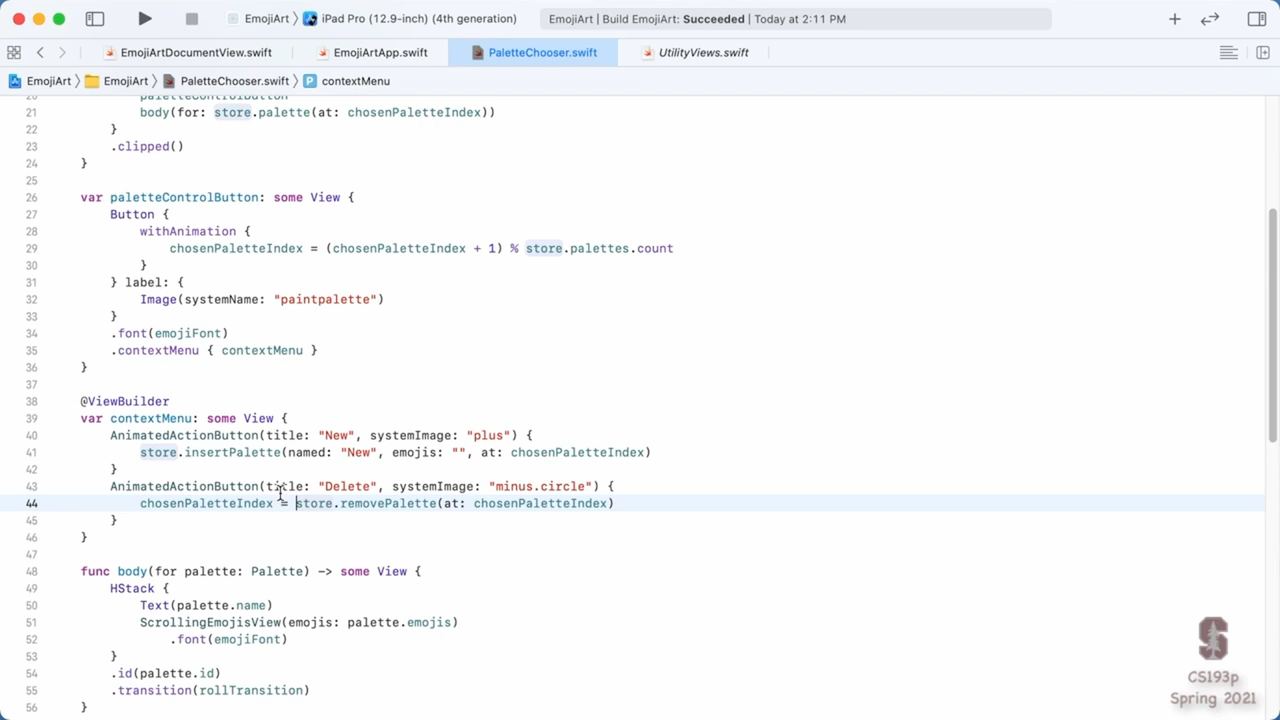 EmojiArt 〉 iPad Pro (12.9-inch) (4th generation)
EmojiArt | Build EmojiArt: Succeeded | Today at 2:11 PM
EmojiArtDocumentView.swift
EmojiArtApp.swift
PaletteChooser.swift
UtilityViews.swift
EmojiArt 〉 EmojiArt 〉 PaletteChooser.swift 〉 P contextMenu
20 paletteControlButton
21 body(for: store.palette(at: chosenPaletteIndex))
22 }
23 .clipped()
24 }
25
26 var paletteControlButton: some View {
27 Button {
28 withAnimation {
29 chosenPaletteIndex = (chosenPaletteIndex + 1) % store.palettes.count
30 }
31 } label: {
32 Image(systemName: "paintpalette")
33 }
34 .font(emojiFont)
35 .contextMenu { contextMenu }
36 }
37
38 @ViewBuilder
39 var contextMenu: some View {
40 AnimatedActionButton(title: "New", systemImage: "plus") {
41 store.insertPalette(named: "New", emojis: "", at: chosenPaletteIndex)
42 }
43 AnimatedActionButton(title: "Delete", systemImage: "minus.circle") {
44 chosenPaletteIndex = store.removePalette(at: chosenPaletteIndex)
45 }
46 }
47
48 func body(for palette: Palette) -> some View {
49 HStack {
50 Text(palette.name)
51 ScrollingEmojisView(emojis: palette.emojis)
52 .font(emojiFont)
53 }
54 .id(palette.id)
55 .transition(rollTransition)
56 }
CS193p
Spring 2021